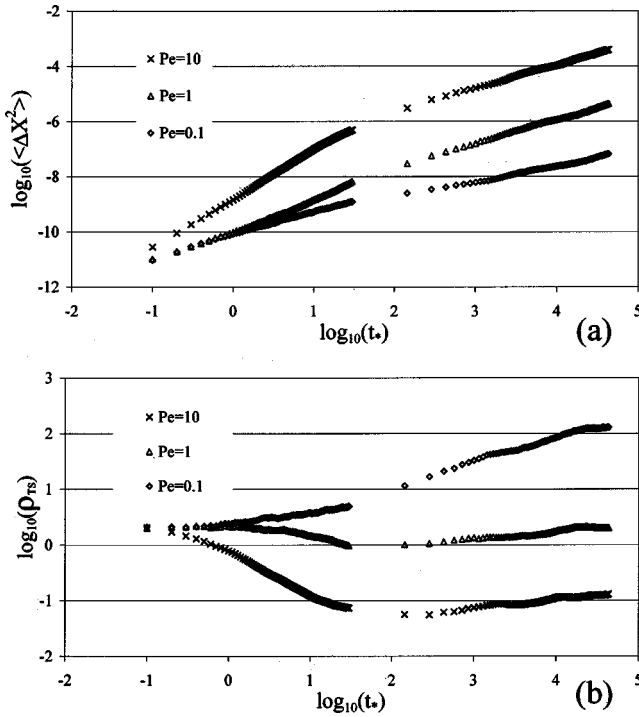 -4
-6
-8
-10
-12
× Pe=10
△ Pe=1
◇ Pe=0.1
log₁₀(<ΔX²>)
-2 -1 0 1 2 3 4 5
log₁₀(t*)
(a)
3
2
1
0
-1
-2
× Pe=10
△ Pe=1
◇ Pe=0.1
log₁₀(ρTS)
-2 -1 0 1 2 3 4 5
log₁₀(t*)
(b)
-2